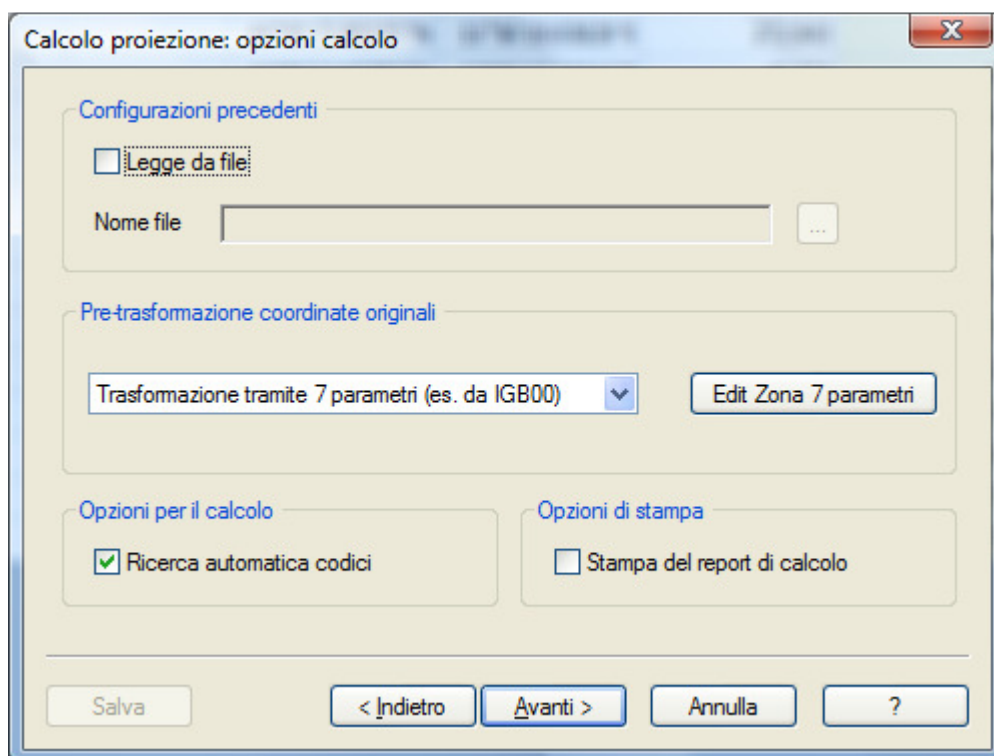 Calcolo proiezione: opzioni calcolo
Configurazioni precedenti
Legge da file
Nome file
...
Pre-trasformazione coordinate originali
Trasformazione tramite 7 parametri (es. da IGB00)
Edit Zona 7 parametri
Opzioni per il calcolo
Opzioni di stampa
Ricerca automatica codici
Stampa del report di calcolo
Salva
< Indietro
Avanti >
Annulla
?